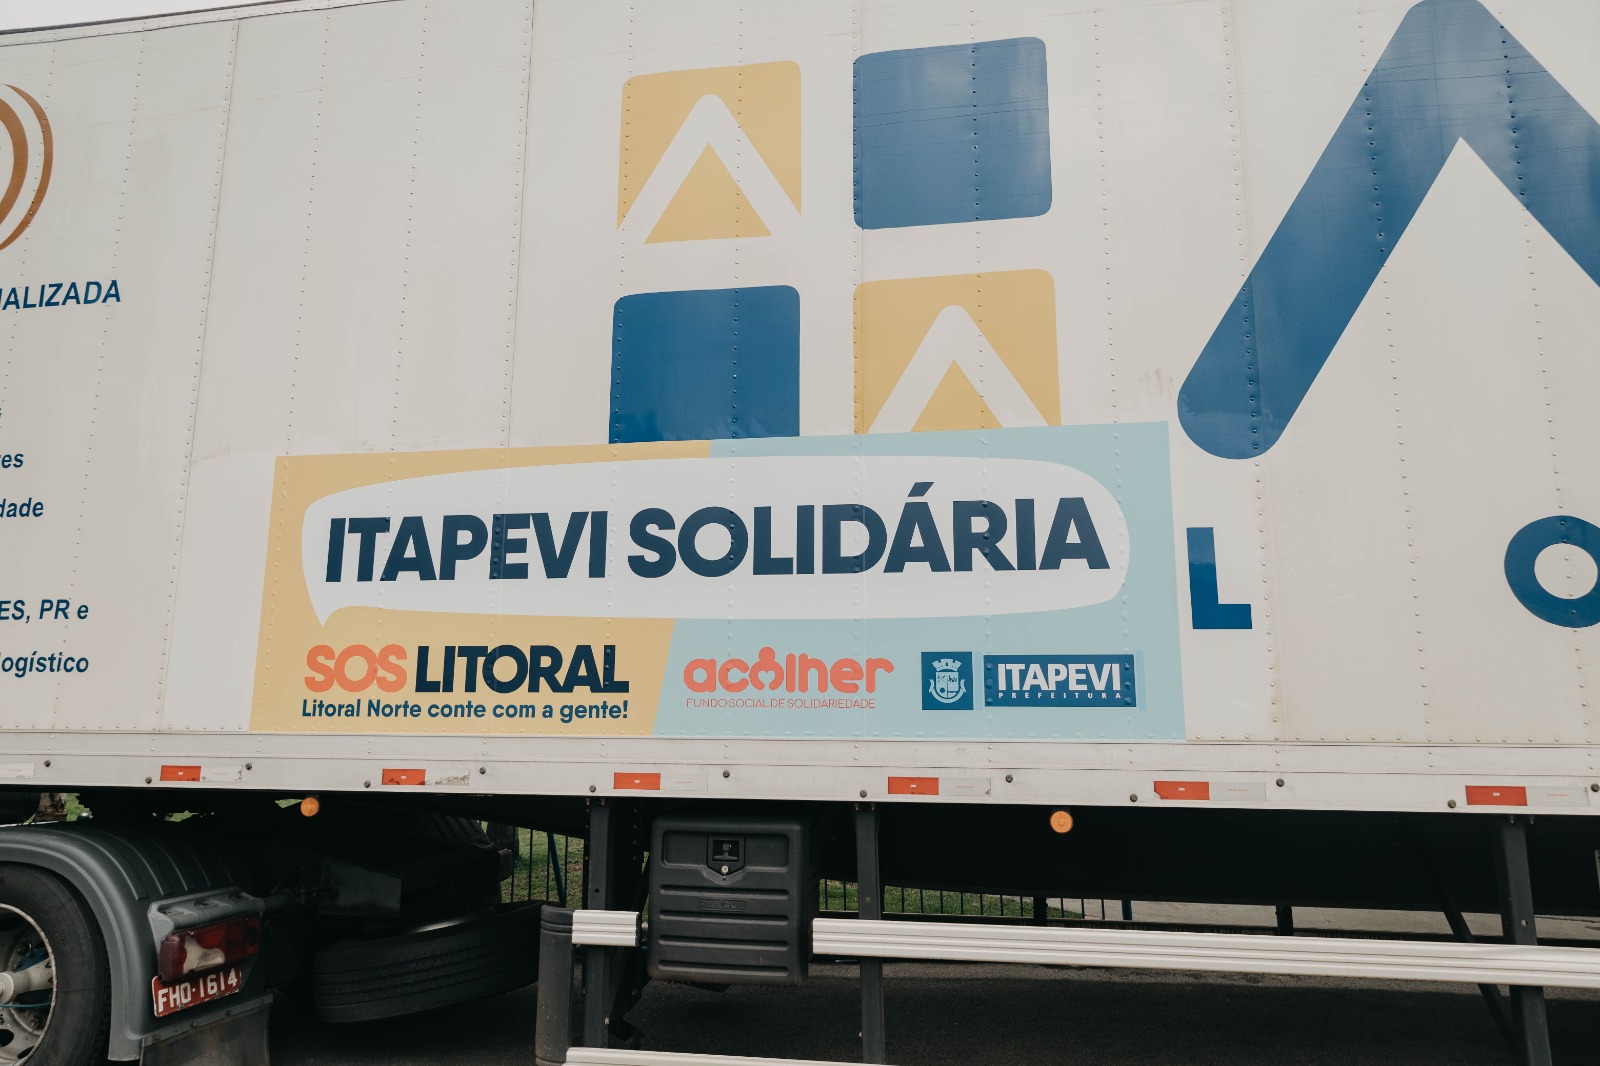 ALIZADA
es
dade
ES, PR e
logístico
ITAPEVI SOLIDÁRIA
SOS LITORAL
Litoral Norte conte com a gente!
acolher
FUNDO SOCIAL DE SOLIDARIEDADE
ITAPEVI
PREFEITURA
L O
FHO-1614